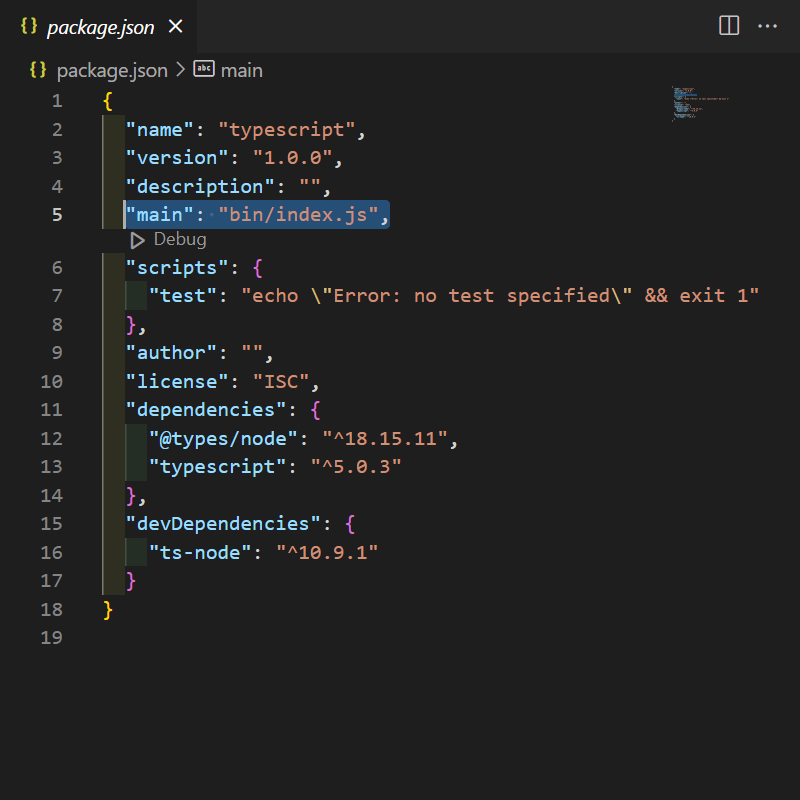 {} package.json ×
{} package.json > abc main
1 {
2 "name": "typescript",
3 "version": "1.0.0",
4 "description": "",
5 "main": "bin/index.js",
Debug
6 "scripts": {
7 "test": "echo \"Error: no test specified\" && exit 1"
8 },
9 "author": "",
10 "license": "ISC",
11 "dependencies": {
12 "@types/node": "^18.15.11",
13 "typescript": "^5.0.3"
14 },
15 "devDependencies": {
16 "ts-node": "^10.9.1"
17 }
18 }
19